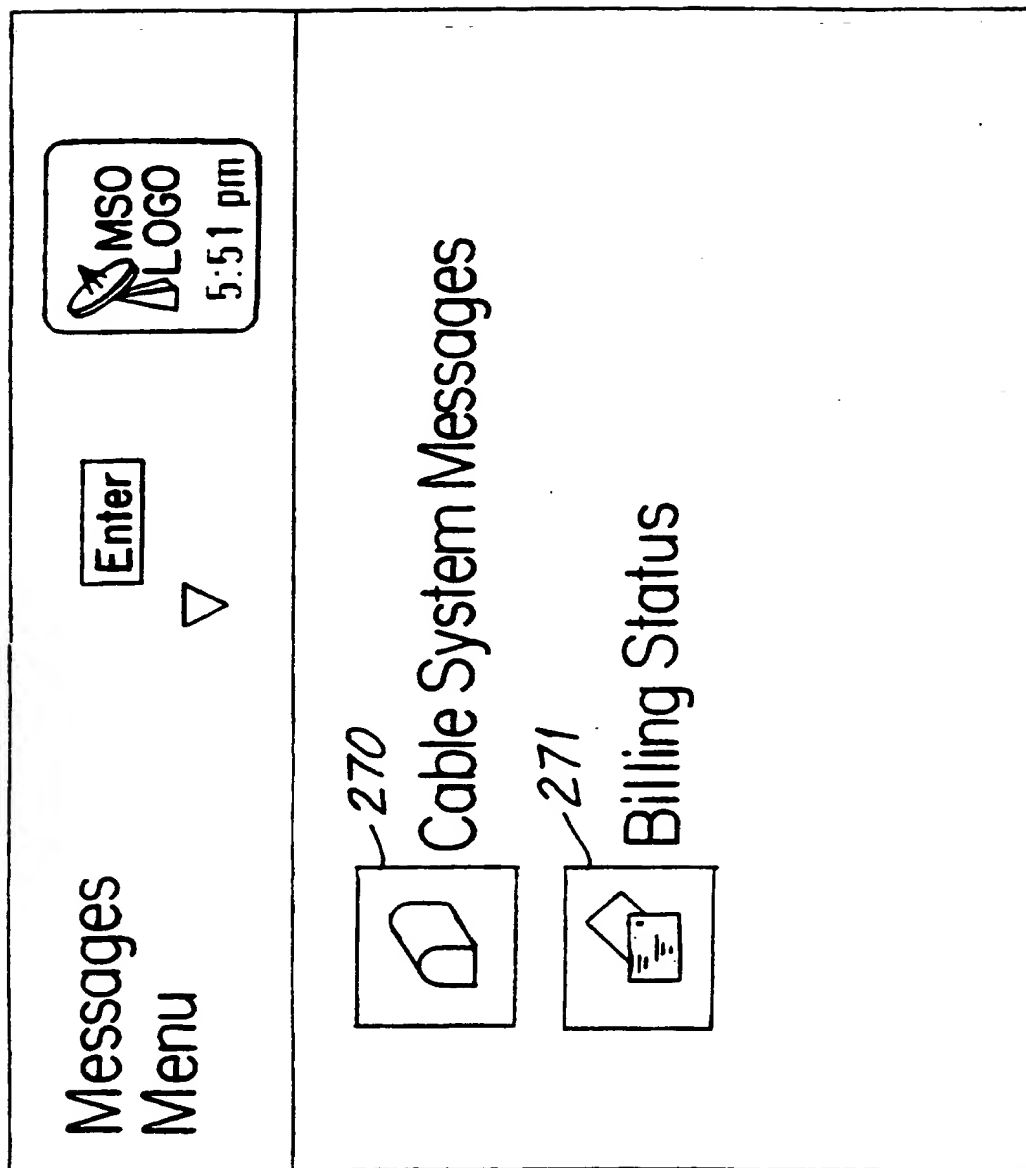 Messages
Menu
Enter
MSO
LOGO
5:51 pm
270
Cable System Messages
271
Billing Status